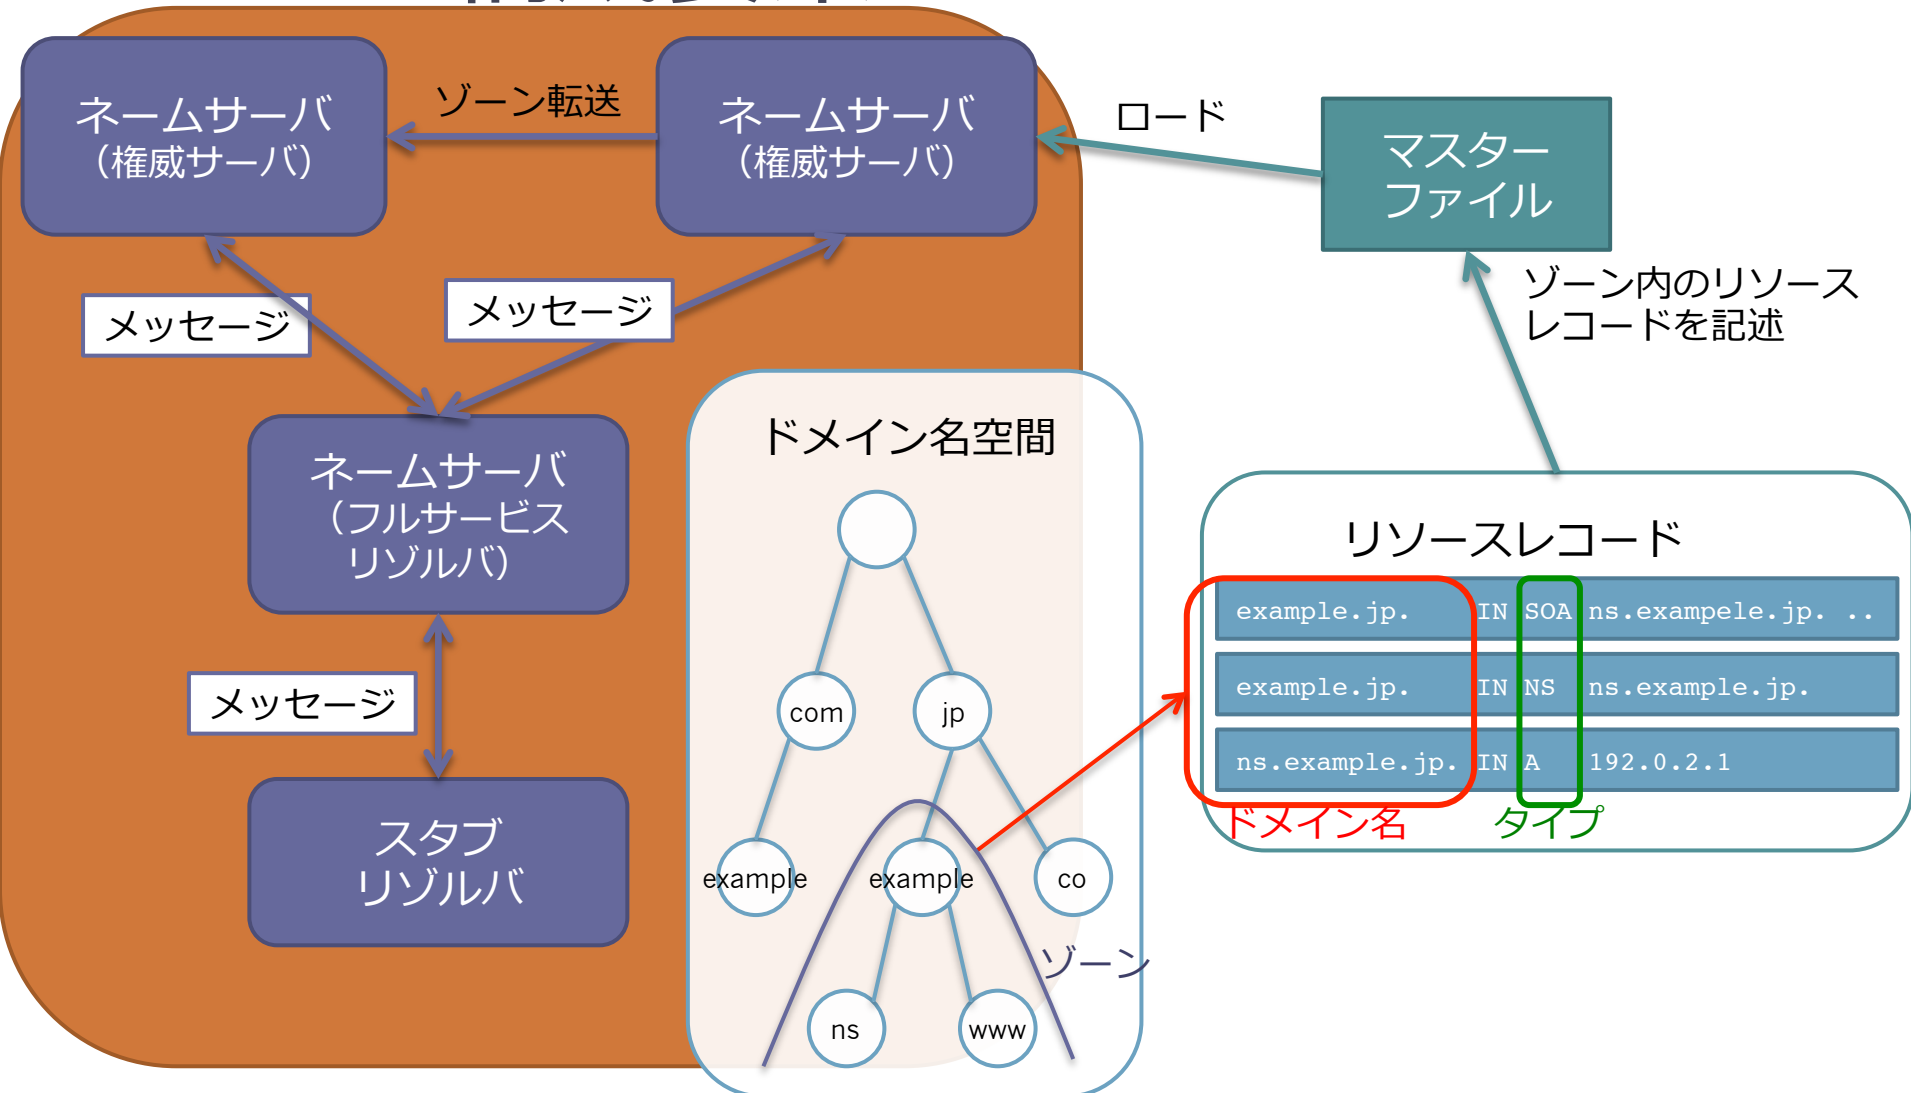 ネームサーバ
（権威サーバ）
ゾーン転送
ネームサーバ
（権威サーバ）
ロード
マスター
ファイル
メッセージ
メッセージ
ゾーン内のリソース
レコードを記述
ネームサーバ
（フルサービス
リゾルバ）
メッセージ
スタブ
リゾルバ
ドメイン名空間
com
jp
example
example
co
ns
www
ゾーン
リソースレコード
example.jp. IN SOA ns.exampele.jp. ..
example.jp. IN NS ns.example.jp.
ns.example.jp. IN A 192.0.2.1
ドメイン名
タイプ